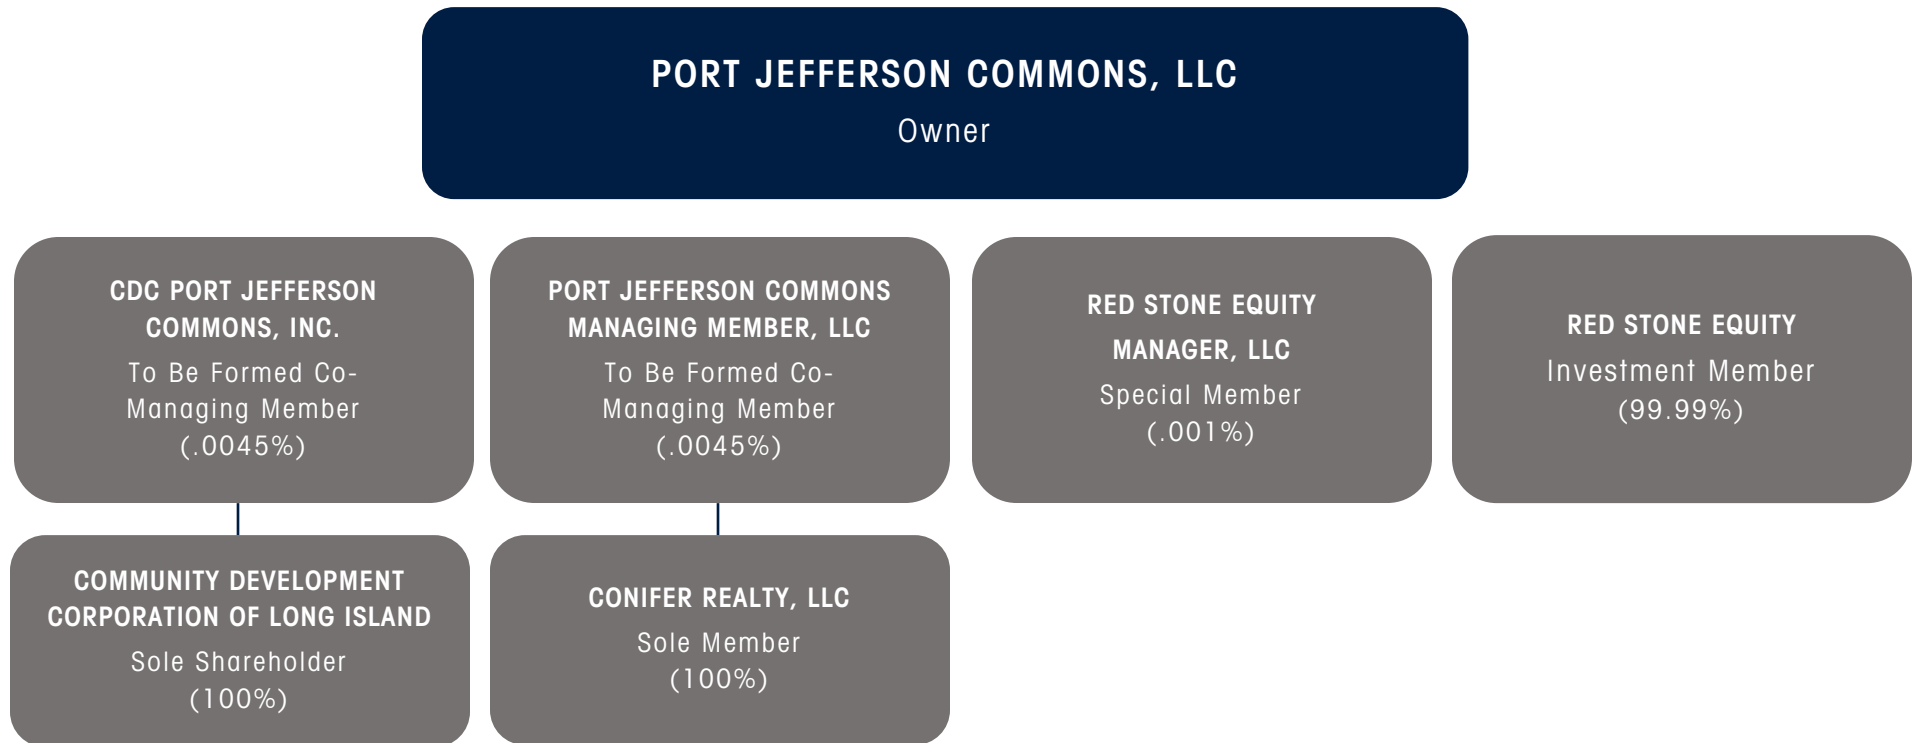 PORT JEFFERSON COMMONS, LLC
Owner
CDC PORT JEFFERSON
COMMONS, INC.
To Be Formed Co-
Managing Member
(.0045%)
PORT JEFFERSON COMMONS
MANAGING MEMBER, LLC
To Be Formed Co-
Managing Member
(.0045%)
RED STONE EQUITY
MANAGER, LLC
Special Member
(.001%)
RED STONE EQUITY
Investment Member
(99.99%)
COMMUNITY DEVELOPMENT
CORPORATION OF LONG ISLAND
Sole Shareholder
(100%)
CONIFER REALTY, LLC
Sole Member
(100%)